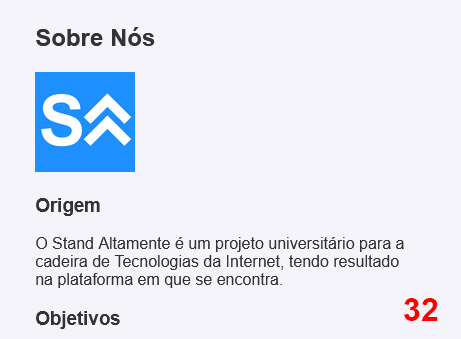 Sobre Nós
S
Origem
O Stand Altamente é um projeto universitário para a
cadeira de Tecnologias da Internet, tendo resultado
na plataforma em que se encontra.
Objetivos
32